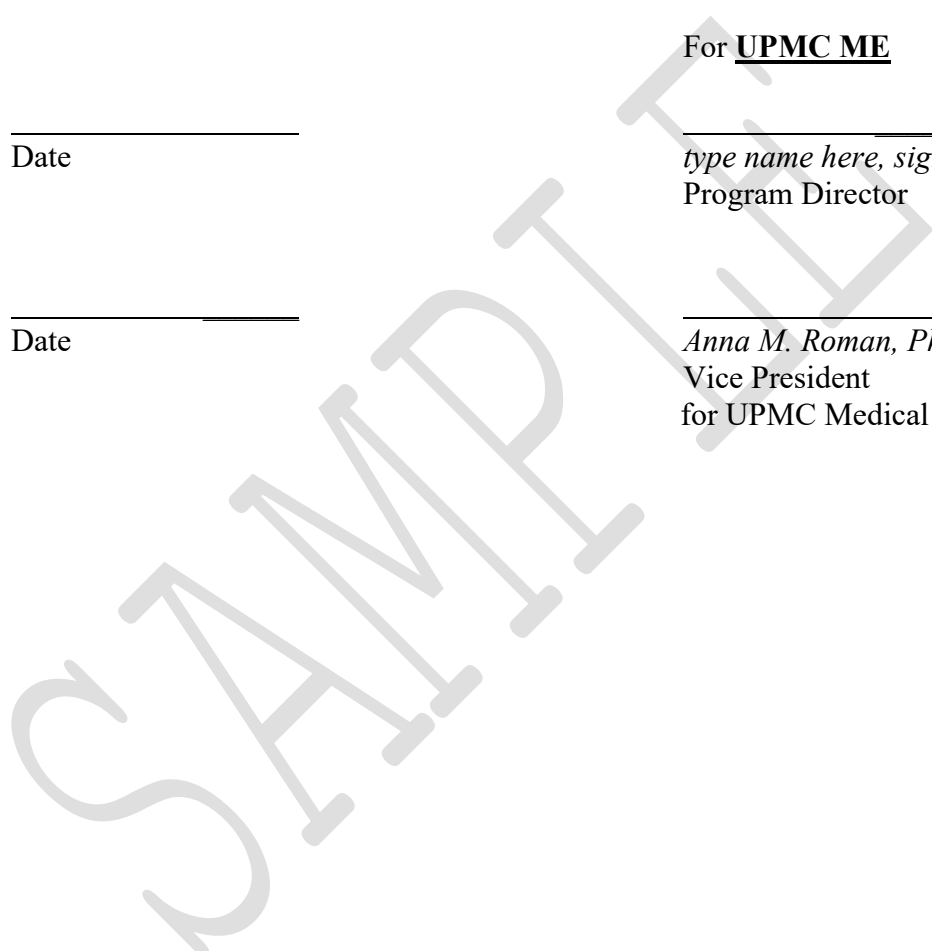 For UPMC ME
Date
type name here, sig
Program Director
Date
Anna M. Roman, Ph
Vice President
for UPMC Medical
SAMPLE